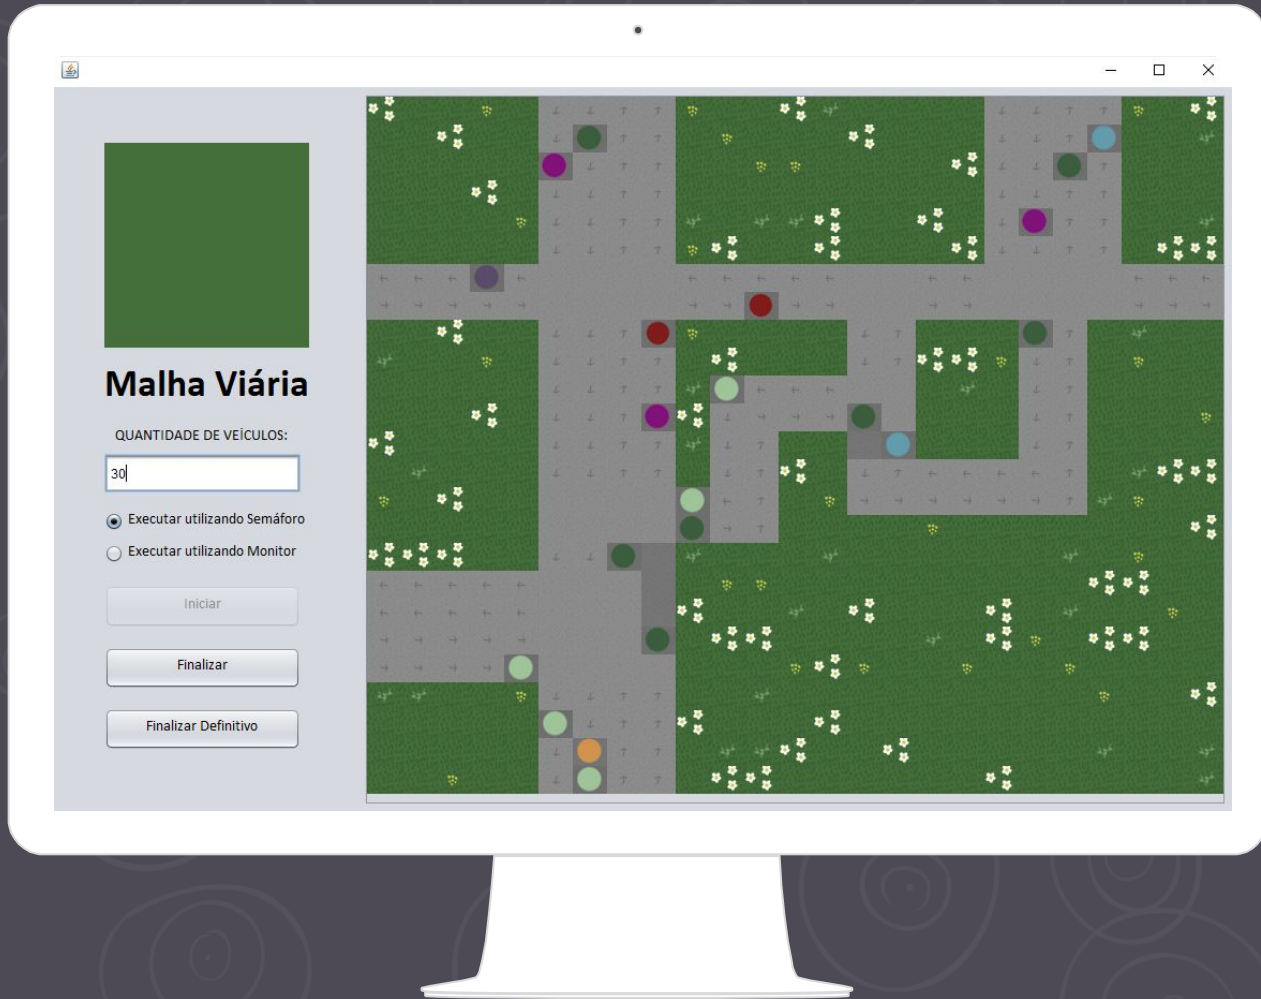 Malha Viária
QUANTIDADE DE VEÍCULOS:
30
Executar utilizando Semáforo
Executar utilizando Monitor
Iniciar
Finalizar
Finalizar Definitivo